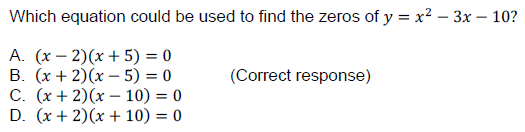 Which equation could be used to find the zeros of y = x² – 3x – 10?
A. (x – 2)(x + 5) = 0
B. (x + 2)(x – 5) = 0 (Correct response)
C. (x + 2)(x – 10) = 0
D. (x + 2)(x + 10) = 0